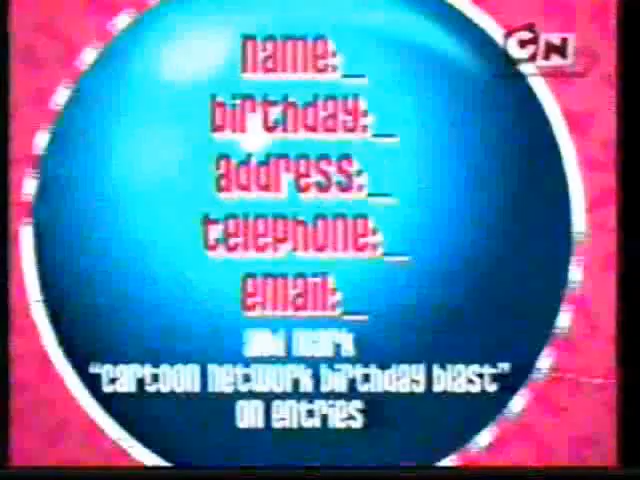 CN
name:_
birthday:_
address:_
telephone:_
email:_
and mark
"cartoon network birthday blast"
on entries